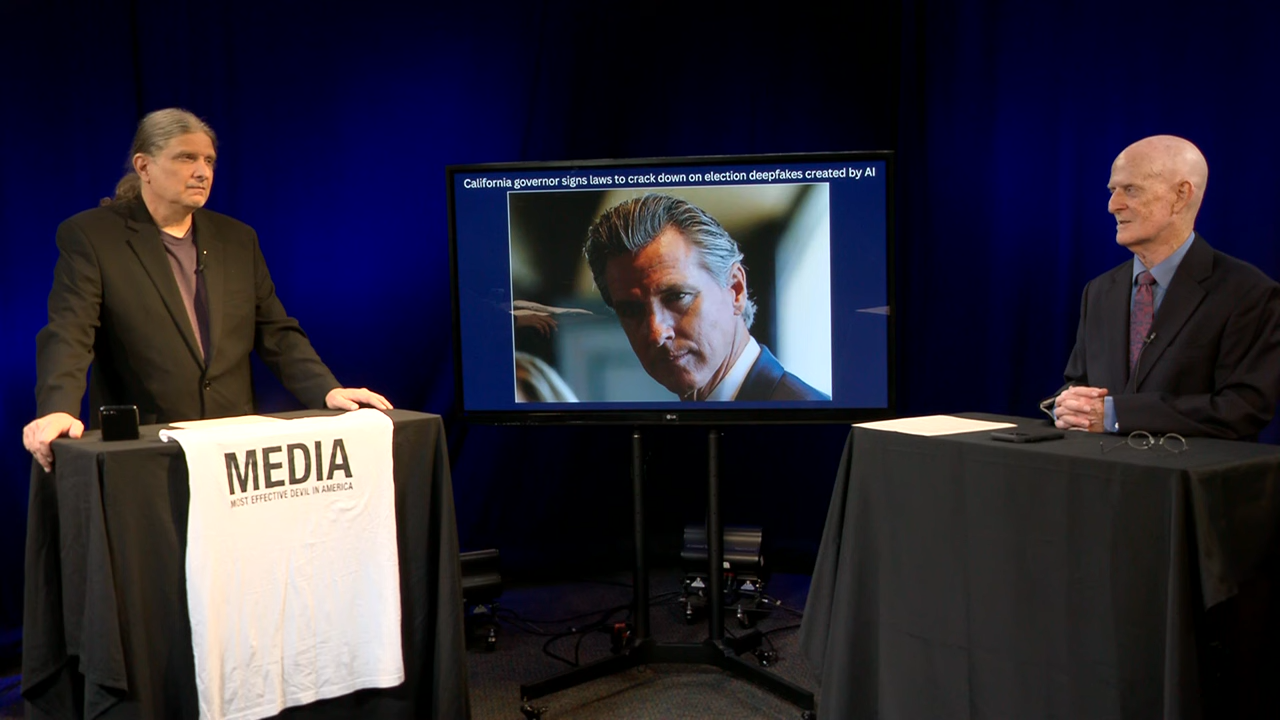 California governor signs laws to crack down on election deepfakes created by AI
MEDIA
MOST EFFECTIVE DEVIL IN AMERICA
LG